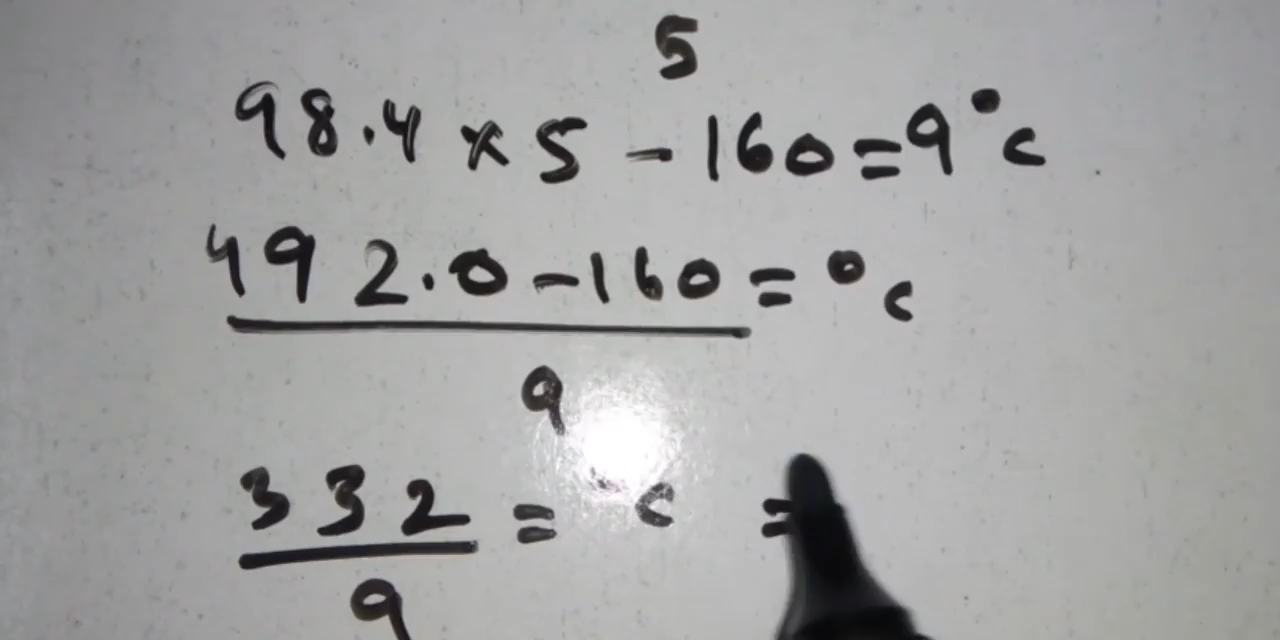 5
98.4 x 5 - 160 = 9°c
492.0 - 160 = °c
9
332 = °c =
9